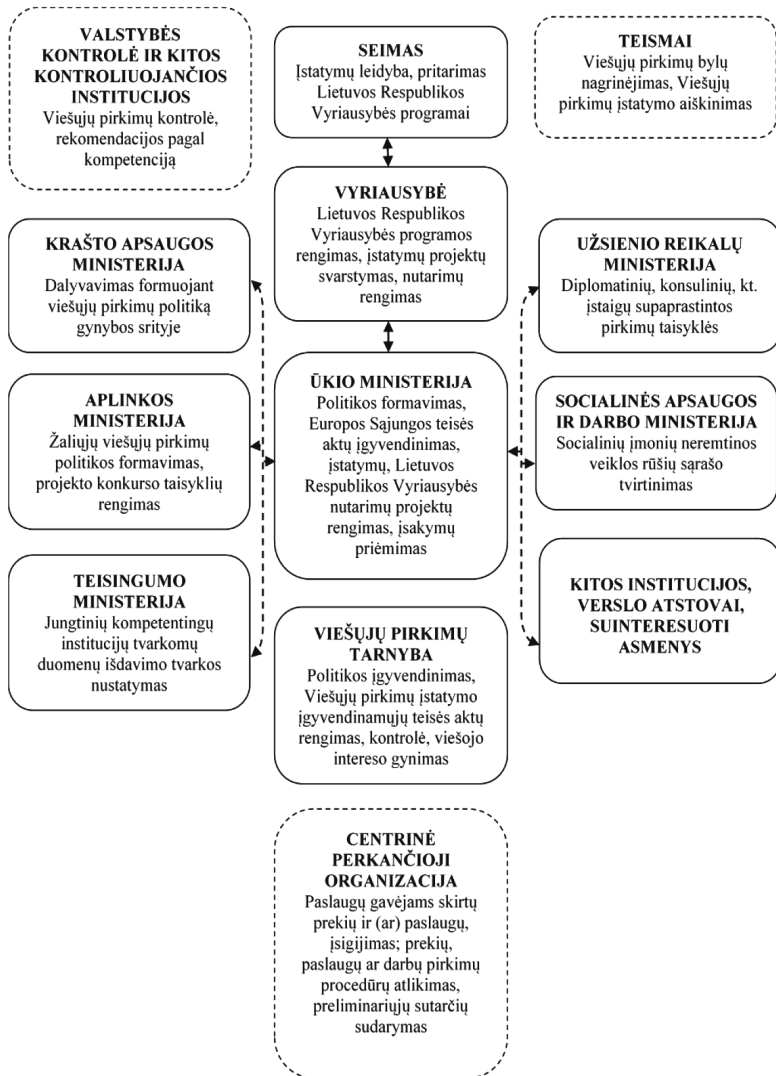 VALSTYBĖS
KONTROLĖ IR KITOS
KONTROLIUOJANČIOS
INSTITUCIJOS
Viešųjų pirkimų kontrolė,
rekomendacijos pagal
kompetenciją
SEIMAS
Įstatymų leidyba, pritarimas
Lietuvos Respublikos
Vyriausybės programai
TEISMAI
Viešųjų pirkimų bylų
nagrinėjimas, Viešųjų
pirkimų įstatymo aiškinimas
VYRIAUSYBĖ
Lietuvos Respublikos
Vyriausybės programos
rengimas, įstatymų projektų
svarstymas, nutarimų
rengimas
KRAŠTO APSAUGOS
MINISTERIJA
Dalyvavimas formuojant
viešųjų pirkimų politiką
gynybos srityje
UŽSIENIO REIKALŲ
MINISTERIJA
Diplomatinių, konsulinių, kt.
įstaigų supaprastintos
pirkimų taisyklės
APLINKOS
MINISTERIJA
Žaliųjų viešųjų pirkimų
politikos formavimas,
projekto konkurso taisyklių
rengimas
ŪKIO MINISTERIJA
Politikos formavimas,
Europos Sąjungos teisės
aktų įgyvendinimas,
įstatymų, Lietuvos
Respublikos Vyriausybės
nutarimų projektų
rengimas, įsakymų
priėmimas
SOCIALINĖS APSAUGOS
IR DARBO MINISTERIJA
Socialinių įmonių neremtinos
veiklos rūšių sąrašo
tvirtinimas
TEISINGUMO
MINISTERIJA
Jungtinių kompetentingų
institucijų tvarkomų
duomenų išdavimo tvarkos
nustatymas
VIEŠŲJŲ PIRKIMŲ
TARNYBA
Politikos įgyvendinimas,
Viešųjų pirkimų įstatymo
įgyvendinamųjų teisės aktų
rengimas, kontrolė, viešojo
intereso gynimas
KITOS INSTITUCIJOS,
VERSLO ATSTOVAI,
SUINTERESUOTI
ASMENYS
CENTRINĖ
PERKANČIOJI
ORGANIZACIJA
Paslaugų gavėjams skirtų
prekių ir (ar) paslaugų,
įsigijimas; prekių,
paslaugų ar darbų pirkimų
procedūrų atlikimas,
preliminariųjų sutarčių
sudarymas